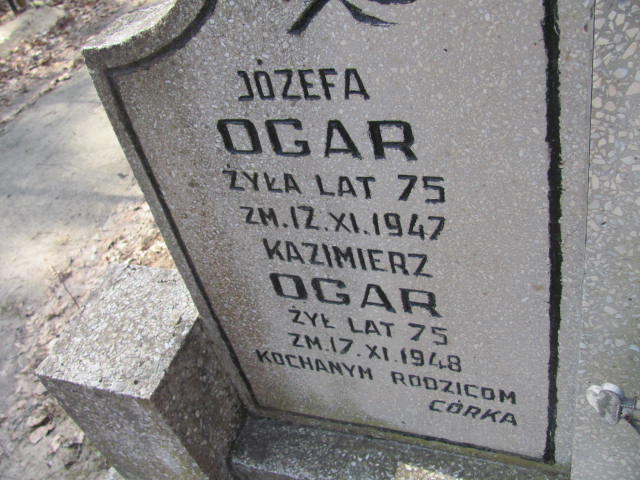 JÓZEFA
OGAR
ŻYŁA LAT 75
ZM.12.XI.1947
KAZIMIERZ
OGAR
ŻYŁ LAT 75
ZM.17.XI.1948
KOCHANYM RODZICOM
CÓRKA